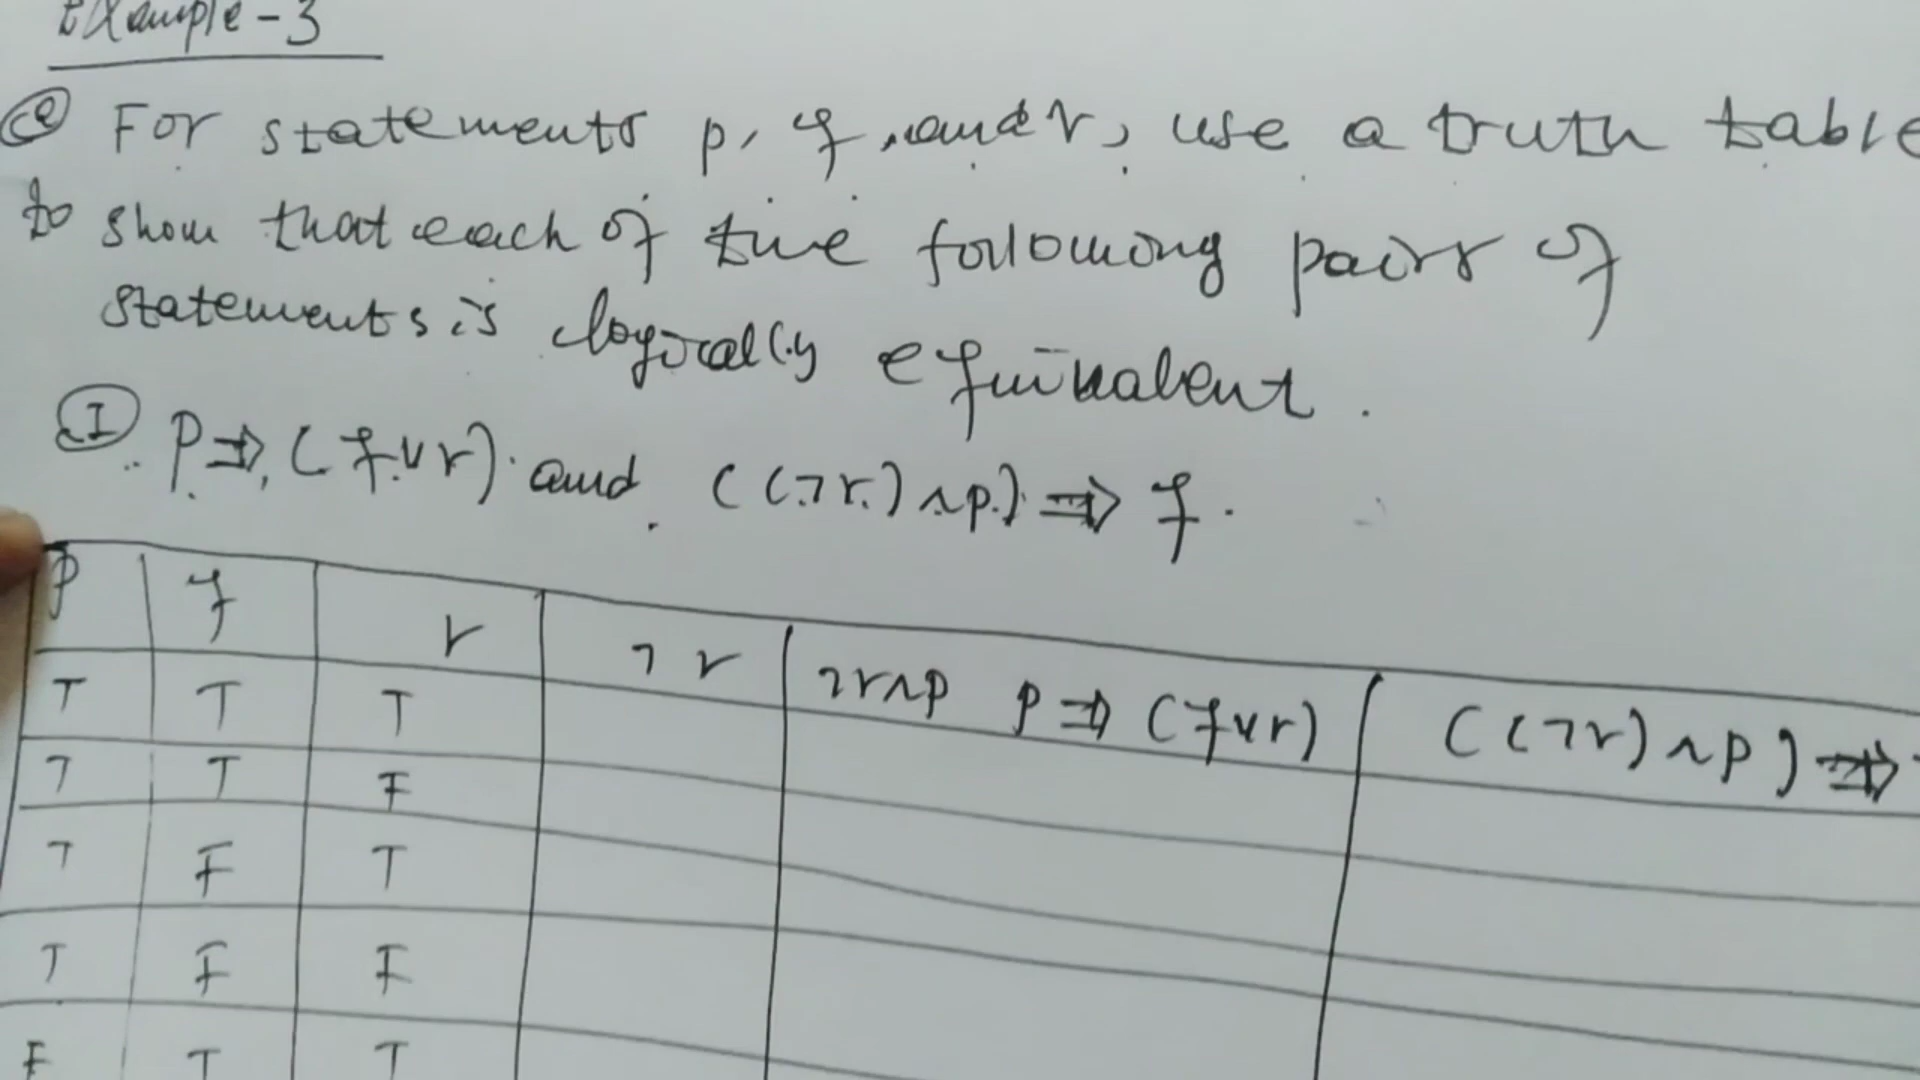 Example - 3
(e) For statements p, q, and r, use a truth table
to show that each of the following pairs of
statements is logically equivalent.
(I) P ⇒ (q ∨ r) and ((¬r) ∧ p) ⇒ q.
p q r ¬r ¬r∧p p ⇒ (q∨r) ((¬r) ∧ p) ⇒
T T T
T T F
T F T
T F F
F T T